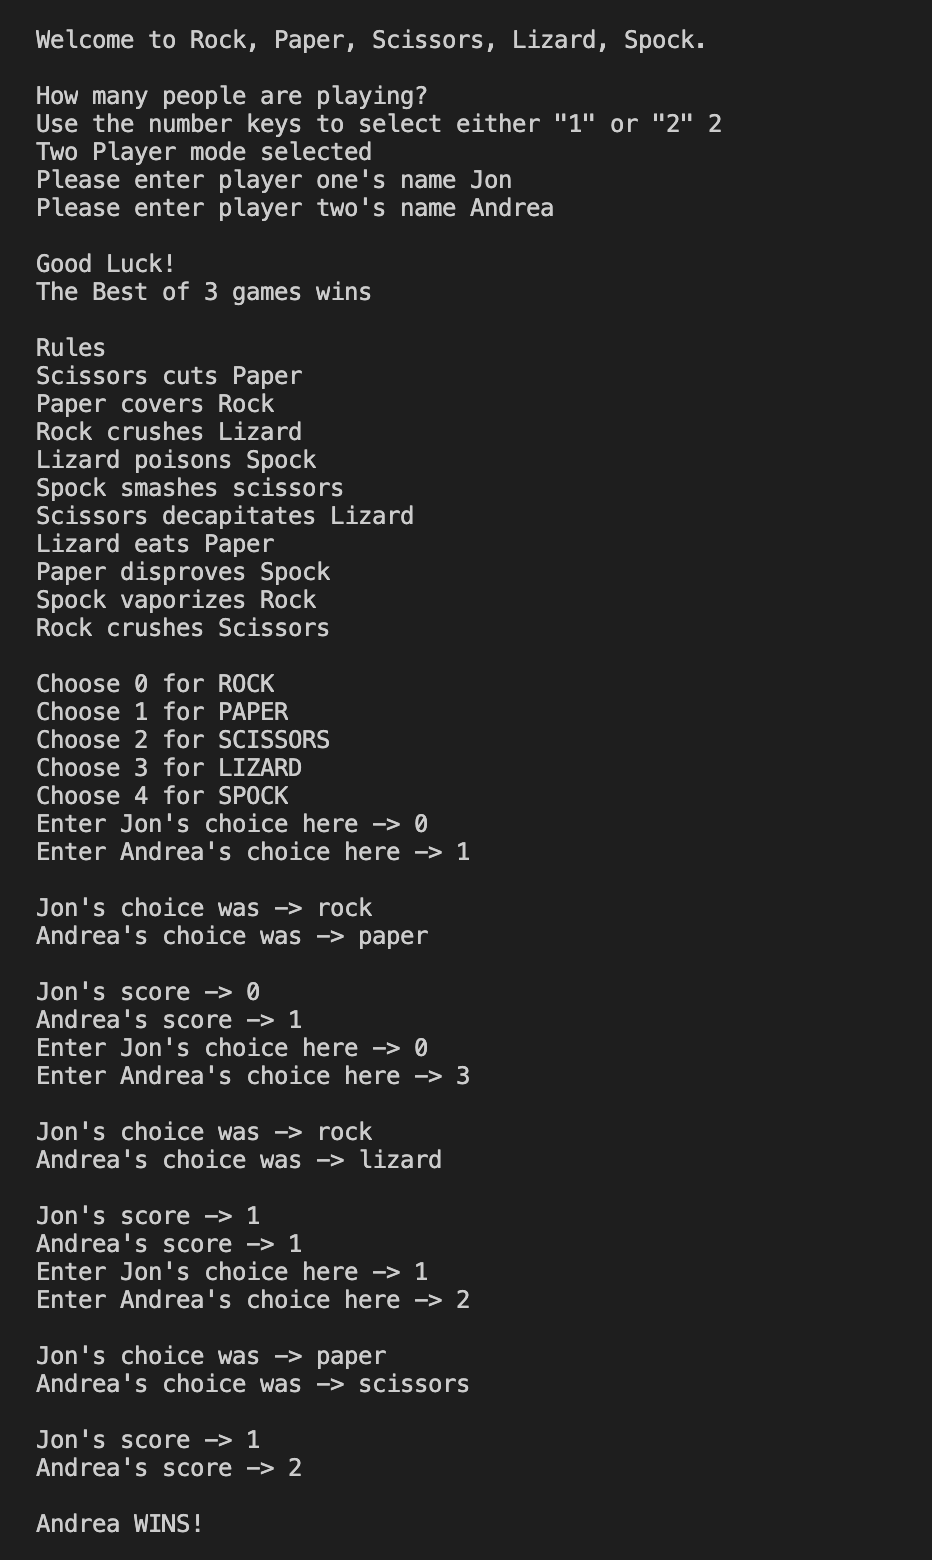 Welcome to Rock, Paper, Scissors, Lizard, Spock.
How many people are playing?
Use the number keys to select either "1" or "2" 2
Two Player mode selected
Please enter player one's name Jon
Please enter player two's name Andrea
Good Luck!
The Best of 3 games wins
Rules
Scissors cuts Paper
Paper covers Rock
Rock crushes Lizard
Lizard poisons Spock
Spock smashes scissors
Scissors decapitates Lizard
Lizard eats Paper
Paper disproves Spock
Spock vaporizes Rock
Rock crushes Scissors
Choose 0 for ROCK
Choose 1 for PAPER
Choose 2 for SCISSORS
Choose 3 for LIZARD
Choose 4 for SPOCK
Enter Jon's choice here -> 0
Enter Andrea's choice here -> 1
Jon's choice was -> rock
Andrea's choice was -> paper
Jon's score -> 0
Andrea's score -> 1
Enter Jon's choice here -> 0
Enter Andrea's choice here -> 3
Jon's choice was -> rock
Andrea's choice was -> lizard
Jon's score -> 1
Andrea's score -> 1
Enter Jon's choice here -> 1
Enter Andrea's choice here -> 2
Jon's choice was -> paper
Andrea's choice was -> scissors
Jon's score -> 1
Andrea's score -> 2
Andrea WINS!